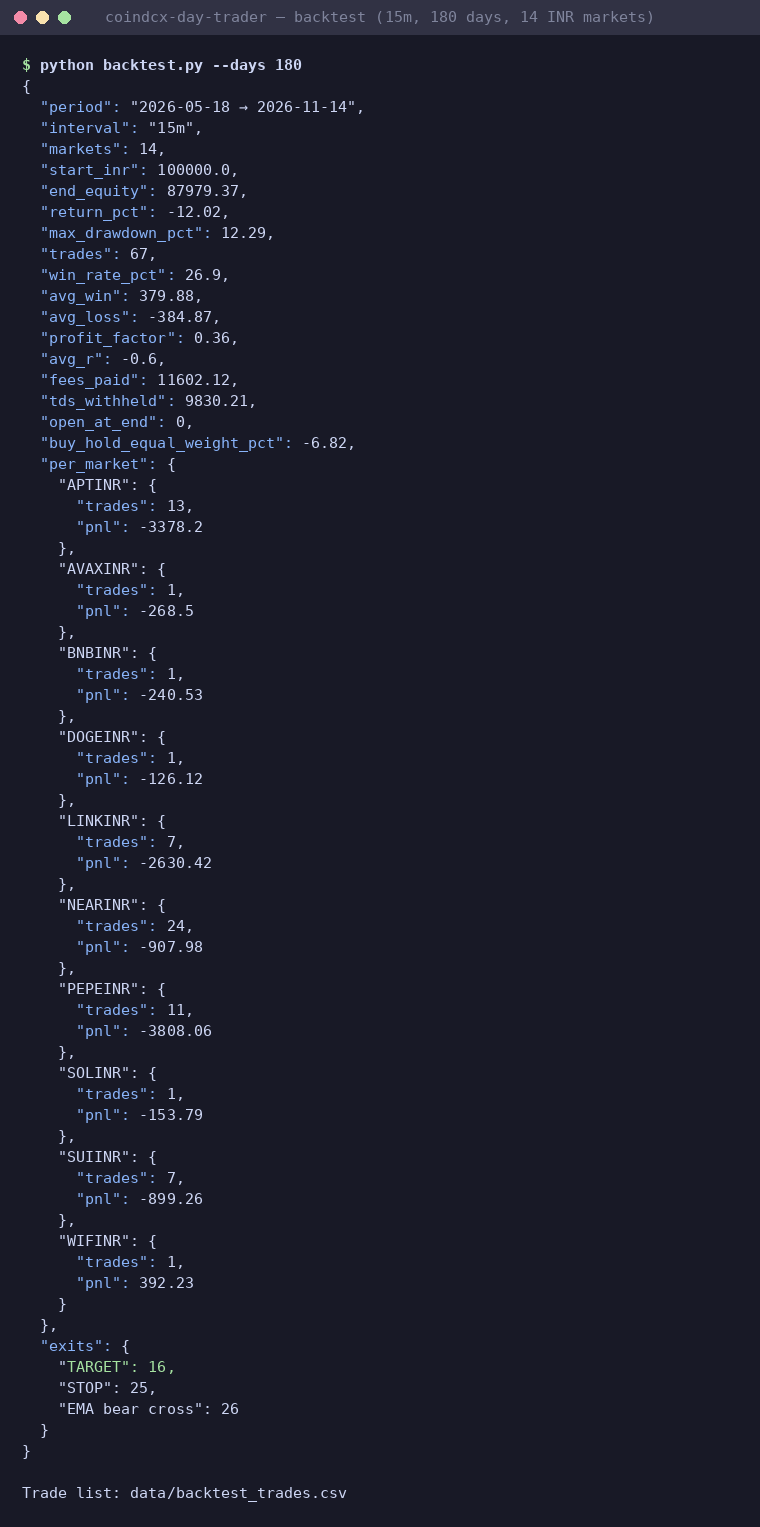 coindcx-day-trader — backtest (15m, 180 days, 14 INR markets)
$ python backtest.py --days 180
{
  "period": "2026-05-18 → 2026-11-14",
  "interval": "15m",
  "markets": 14,
  "start_inr": 100000.0,
  "end_equity": 87979.37,
  "return_pct": -12.02,
  "max_drawdown_pct": 12.29,
  "trades": 67,
  "win_rate_pct": 26.9,
  "avg_win": 379.88,
  "avg_loss": -384.87,
  "profit_factor": 0.36,
  "avg_r": -0.6,
  "fees_paid": 11602.12,
  "tds_withheld": 9830.21,
  "open_at_end": 0,
  "buy_hold_equal_weight_pct": -6.82,
  "per_market": {
    "APTINR": {
      "trades": 13,
      "pnl": -3378.2
    },
    "AVAXINR": {
      "trades": 1,
      "pnl": -268.5
    },
    "BNBINR": {
      "trades": 1,
      "pnl": -240.53
    },
    "DOGEINR": {
      "trades": 1,
      "pnl": -126.12
    },
    "LINKINR": {
      "trades": 7,
      "pnl": -2630.42
    },
    "NEARINR": {
      "trades": 24,
      "pnl": -907.98
    },
    "PEPEINR": {
      "trades": 11,
      "pnl": -3808.06
    },
    "SOLINR": {
      "trades": 1,
      "pnl": -153.79
    },
    "SUIINR": {
      "trades": 7,
      "pnl": -899.26
    },
    "WIFINR": {
      "trades": 1,
      "pnl": 392.23
    }
  },
  "exits": {
    "TARGET": 16,
    "STOP": 25,
    "EMA bear cross": 26
  }
}
Trade list: data/backtest_trades.csv